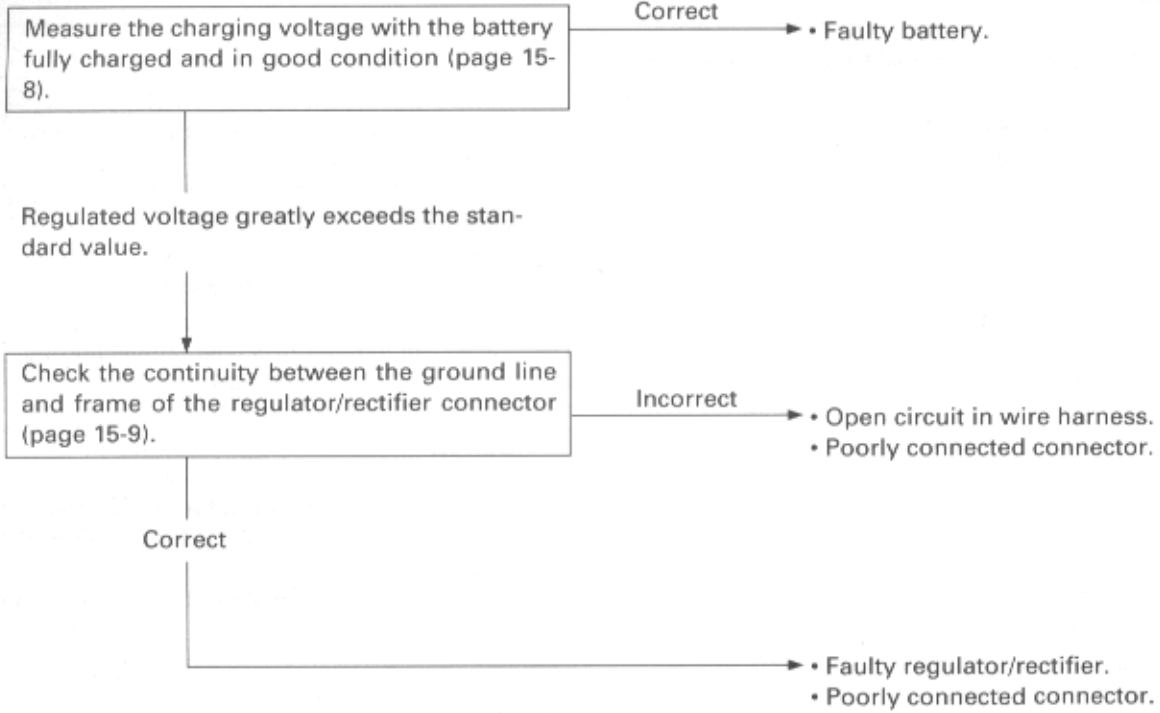 Measure the charging voltage with the battery
fully charged and in good condition (page 15-
8).
Correct
• Faulty battery.
Regulated voltage greatly exceeds the stan-
dard value.
Check the continuity between the ground line
and frame of the regulator/rectifier connector
(page 15-9).
Incorrect
• Open circuit in wire harness.
• Poorly connected connector.
Correct
• Faulty regulator/rectifier.
• Poorly connected connector.